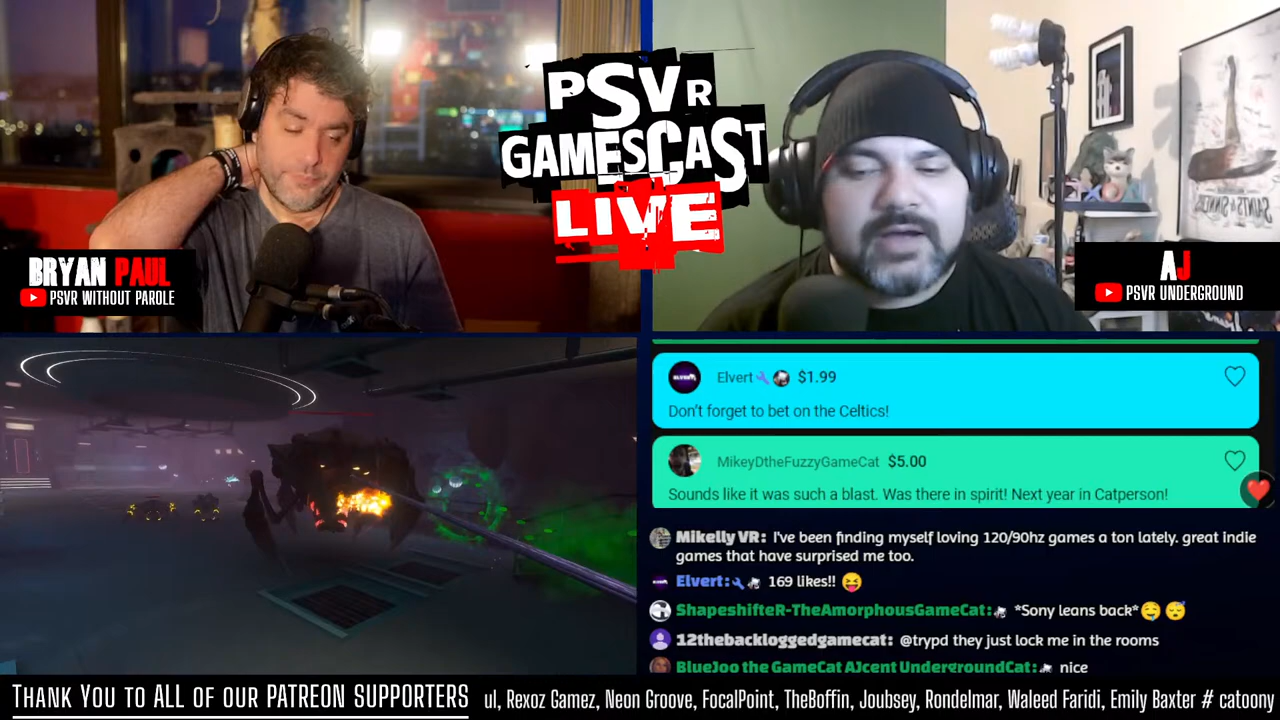 PSVR
GAMESCAST
LIVE
BRYAN PAUL
PSVR WITHOUT PAROLE
AJ
PSVR UNDERGROUND
SAINTS & SINNERS
Elvert $1.99
Don't forget to bet on the Celtics!
MikeyDtheFuzzyGameCat $5.00
Sounds like it was such a blast. Was there in spirit! Next year in Catperson!
Mikelly VR: I've been finding myself loving 120/90hz games a ton lately. great indie
games that have surprised me too.
Elvert: 169 likes!! 😝
ShapeshifteR-TheAmorphousGameCat: *Sony leans back*🤤😴
12thebackloggedgamecat: @trypd they just lock me in the rooms
BlueJoo the GameCat AJcent UndergroundCat: nice
THANK YOU TO ALL OF OUR PATREON SUPPORTERS
ul, Rexoz Gamez, Neon Groove, FocalPoint, TheBoffin, Joubsey, Rondelmar, Waleed Faridi, Emily Baxter # catoony